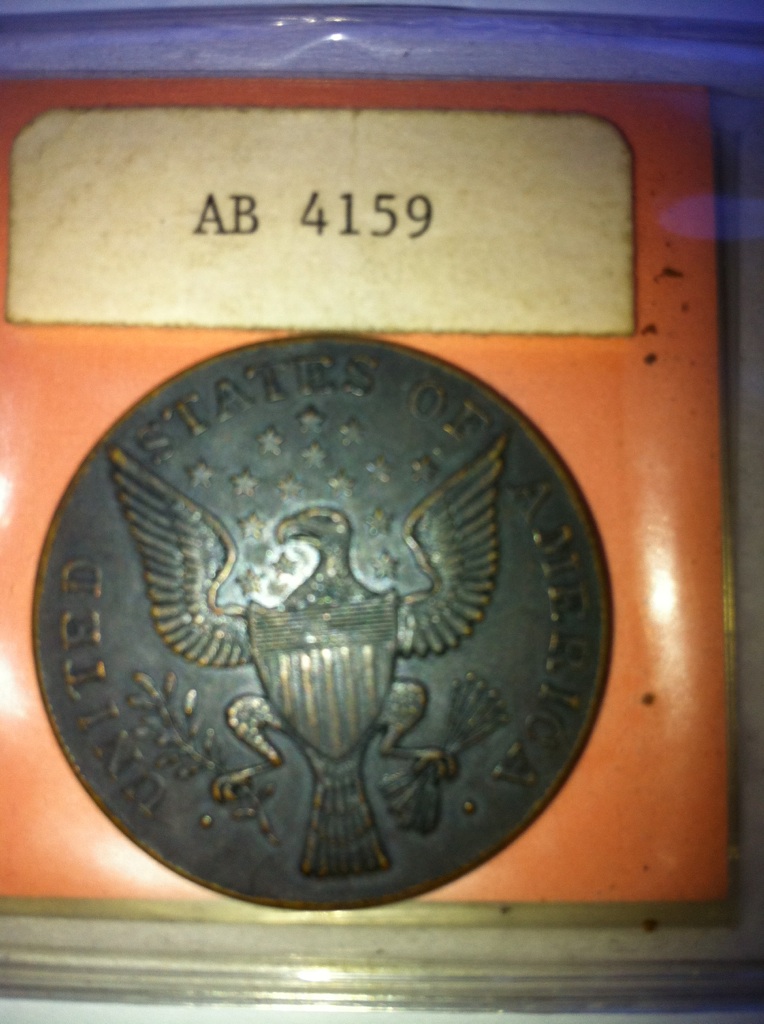 AB 4159
UNITED STATES OF AMERICA